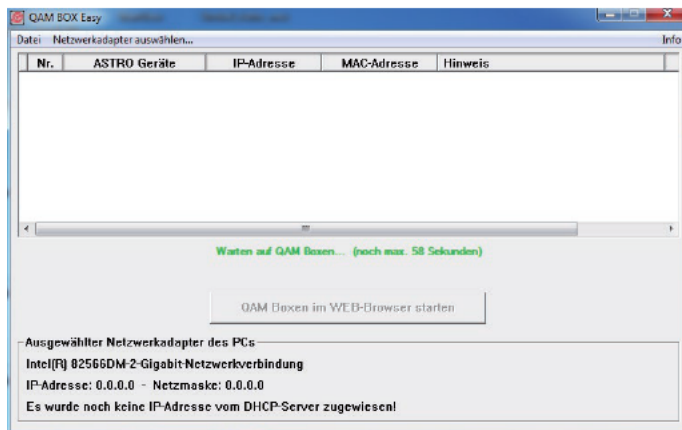 QAM BOX Easy
Datei Netzwerkadapter auswählen... Info
Nr. ASTRO Geräte IP-Adresse MAC-Adresse Hinweis
Warten auf QAM Boxen... (noch max. 58 Sekunden)
QAM Boxen im WEB-Browser starten
Ausgewählter Netzwerkadapter des PCs
Intel(R) 82566DM-2-Gigabit-Netzwerkverbindung
IP-Adresse: 0.0.0.0 - Netzmaske: 0.0.0.0
Es wurde noch keine IP-Adresse vom DHCP-Server zugewiesen!